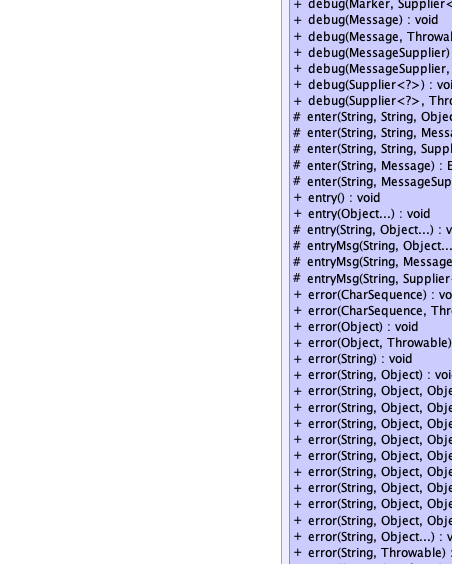 + debug(Marker, Supplier<
+ debug(Message) : void
+ debug(Message, Throwa
+ debug(MessageSupplier)
+ debug(MessageSupplier,
+ debug(Supplier<?>) : voi
+ debug(Supplier<?>, Thr
# enter(String, String, Obje
# enter(String, String, Mess
# enter(String, String, Supp
# enter(String, Message) : E
# enter(String, MessageSup
+ entry() : void
+ entry(Object...) : void
# entry(String, Object...) : v
# entryMsg(String, Object...
# entryMsg(String, Message
# entryMsg(String, Supplier
+ error(CharSequence) : vo
+ error(CharSequence, Thr
+ error(Object) : void
+ error(Object, Throwable)
+ error(String) : void
+ error(String, Object) : voi
+ error(String, Object, Obje
+ error(String, Object, Obje
+ error(String, Object, Obje
+ error(String, Object, Obje
+ error(String, Object, Obje
+ error(String, Object, Obje
+ error(String, Object, Obje
+ error(String, Object, Obje
+ error(String, Object, Obje
+ error(String, Object...) : v
+ error(String, Throwable) :